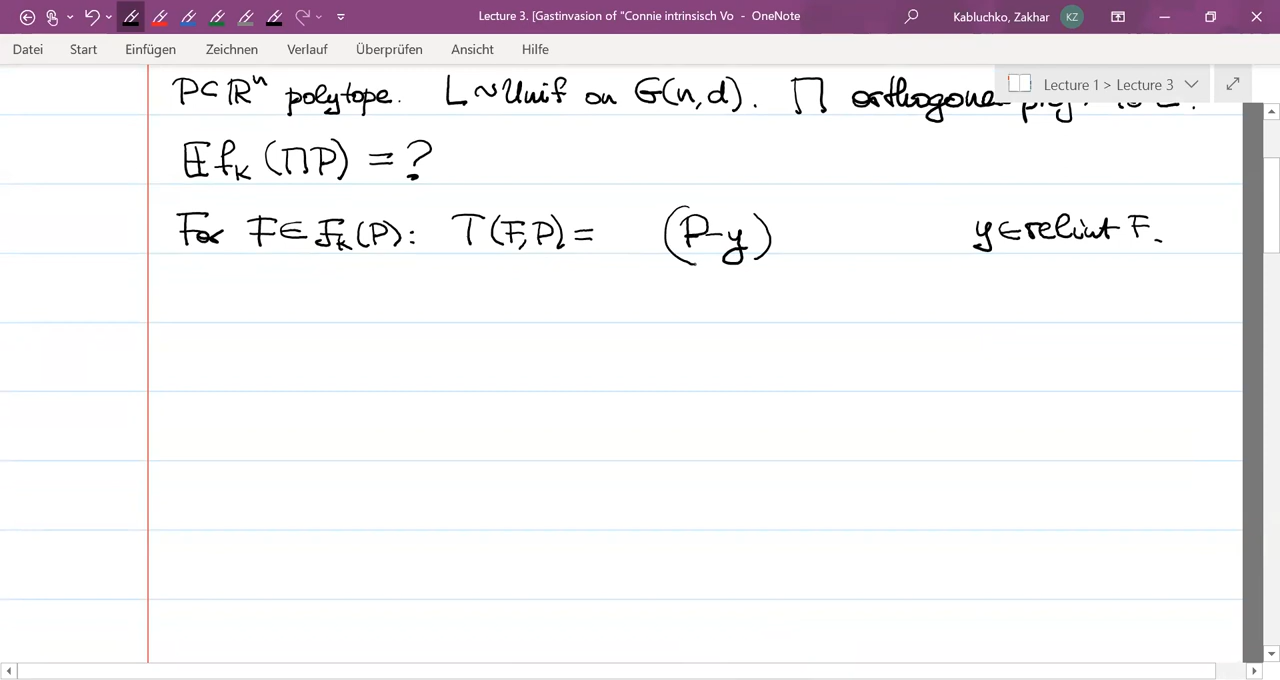 Lecture 3. [Gastinvasion of "Connie intrinsisch Vo - OneNote
Kabluchko, Zakhar KZ
Datei Start Einfügen Zeichnen Verlauf Überprüfen Ansicht Hilfe
Lecture 1 > Lecture 3
P ⊂ ℝⁿ polytope. L ~ Unif on G(n,d). Π orthogonal
𝔼 f_k (ΠP) = ?
For F ∈ F_k(P): T(F,P) = (P-y) y ∈ relint F.